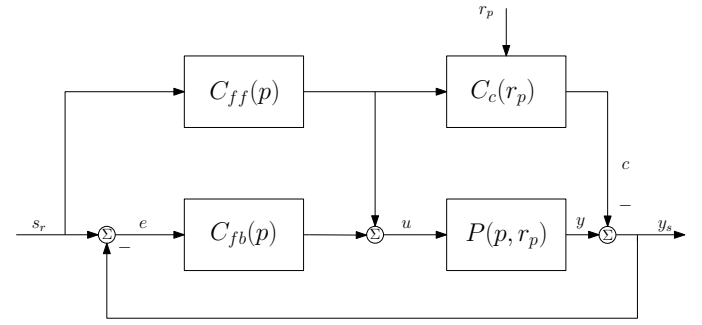 r_p
C_{ff}(p)
C_c(r_p)
c
−
s_r
Σ
e
−
C_{fb}(p)
Σ
u
P(p, r_p)
y
Σ
y_s